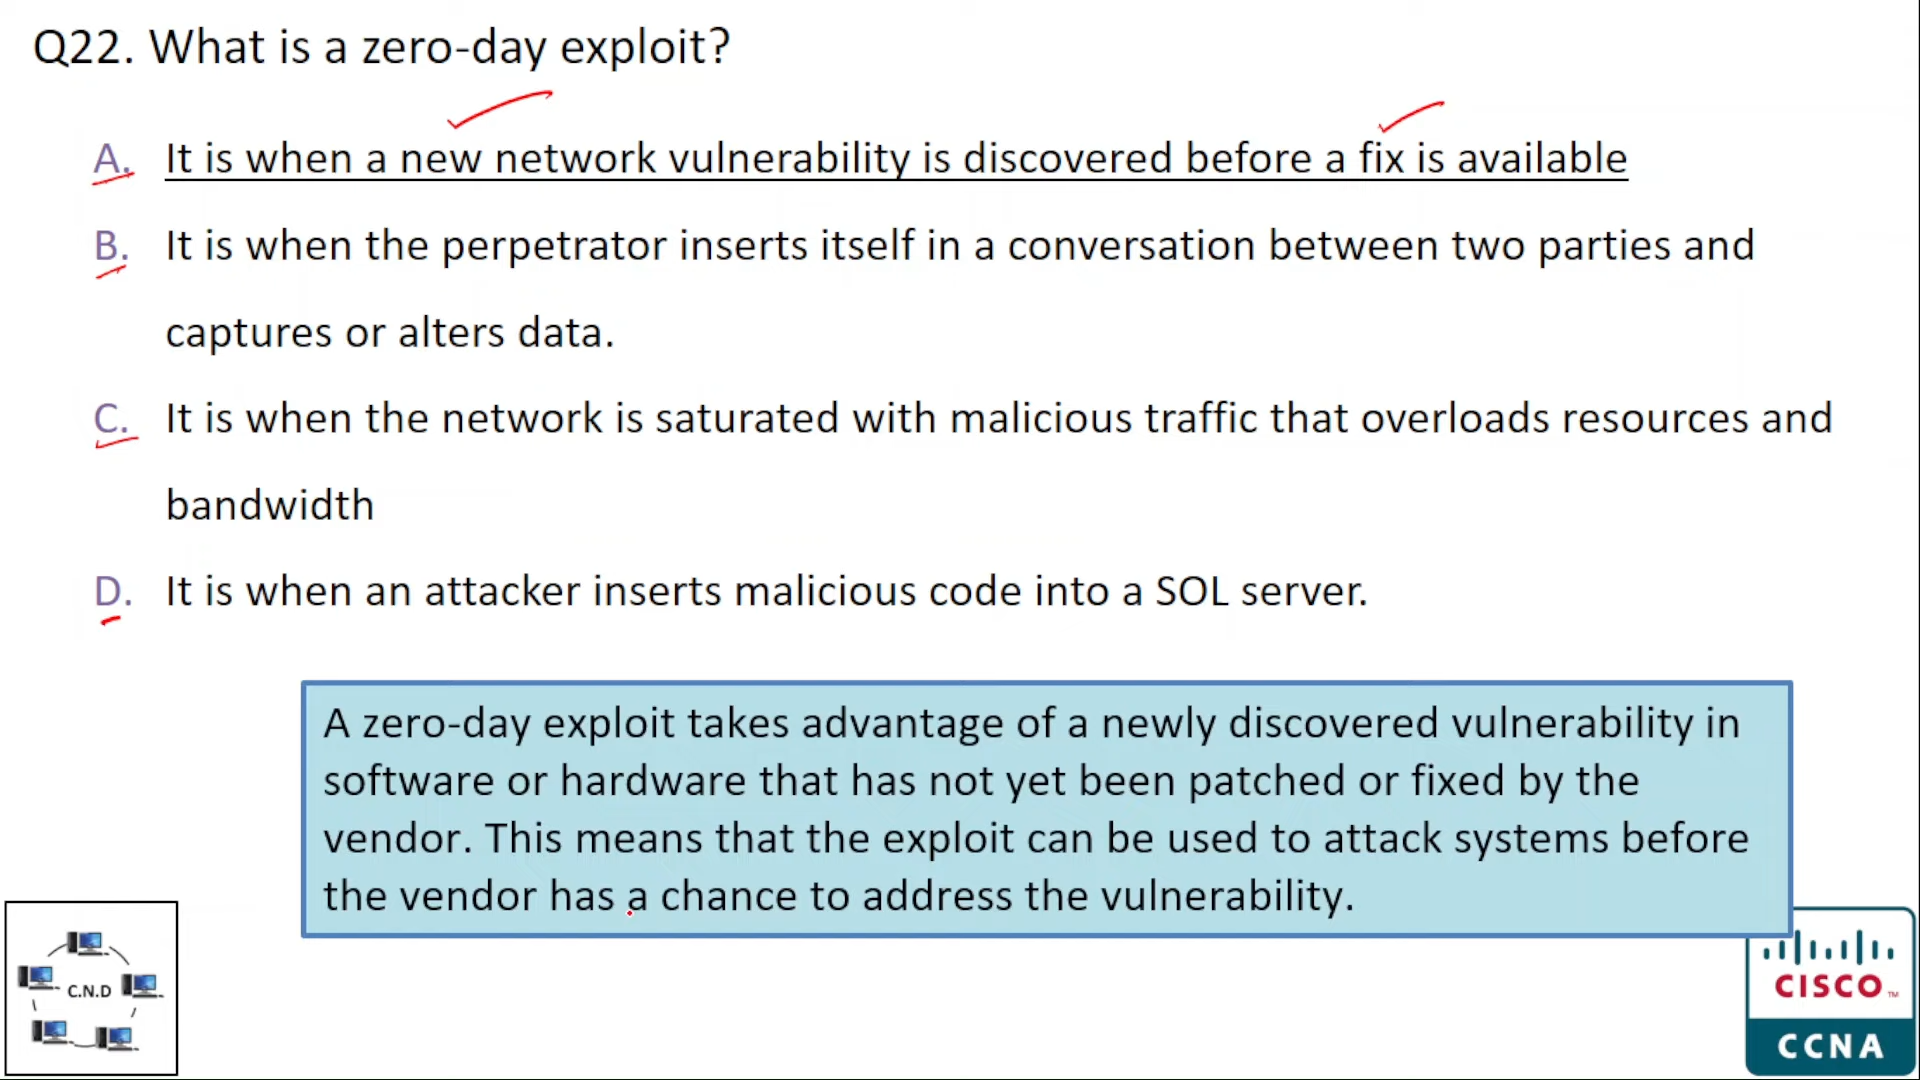 Q22. What is a zero-day exploit?
A. It is when a new network vulnerability is discovered before a fix is available
B. It is when the perpetrator inserts itself in a conversation between two parties and
captures or alters data.
C. It is when the network is saturated with malicious traffic that overloads resources and
bandwidth
D. It is when an attacker inserts malicious code into a SOL server.
A zero-day exploit takes advantage of a newly discovered vulnerability in
software or hardware that has not yet been patched or fixed by the
vendor. This means that the exploit can be used to attack systems before
the vendor has a chance to address the vulnerability.
C.N.D
CISCO™
CCNA